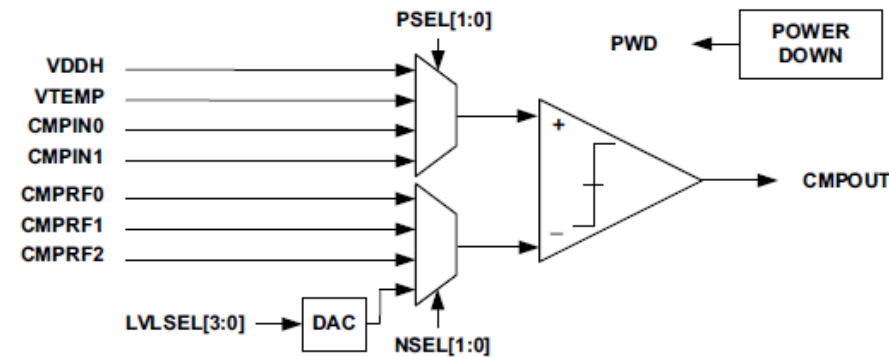 PSEL[1:0]
PWD
POWER
DOWN
VDDH
VTEMP
CMPIN0
CMPIN1
+
CMPRF0
CMPRF1
CMPRF2
–
CMPOUT
LVLSEL[3:0]
DAC
NSEL[1:0]